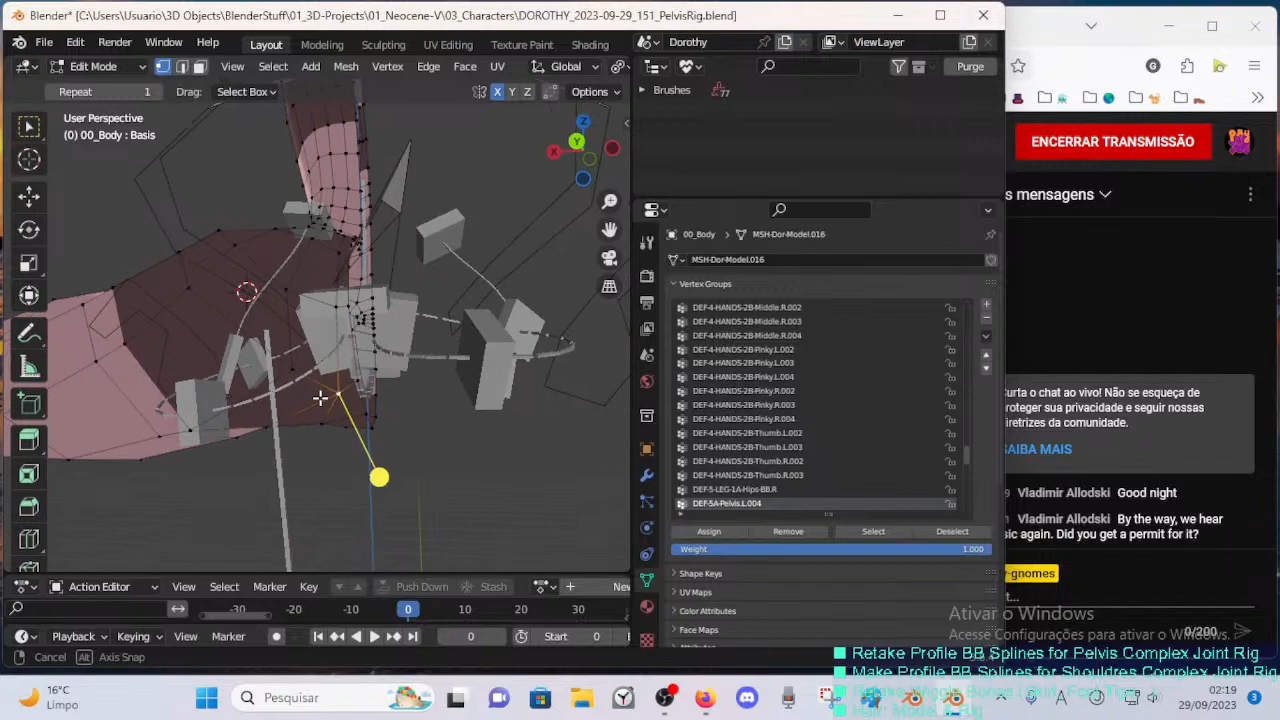 Blender* [C:\Users\Usuario\3D Objects\BlenderStuff\01_3D-Projects\01_Neocene-V\03_Characters\DOROTHY_2023-09-29_151_PelvisRig.blend]
File Edit Render Window Help Layout Modeling Sculpting UV Editing Texture Paint Shading
Dorothy ViewLayer
Edit Mode View Select Add Mesh Vertex Edge Face UV Global
Purge
Repeat 1 Drag: Select Box X Y Z Options
Brushes 77
User Perspective
(0) 00_Body : Basis
ENCERRAR TRANSMISSÃO
s mensagens
00_Body > MSH-Dor-Model.016
MSH-Dor-Model.016
Vertex Groups
DEF-4-HANDS-2B-Middle.R.002
DEF-4-HANDS-2B-Middle.R.003
DEF-4-HANDS-2B-Middle.R.004
DEF-4-HANDS-2B-Pinky.L.002
DEF-4-HANDS-2B-Pinky.L.003
DEF-4-HANDS-2B-Pinky.L.004
DEF-4-HANDS-2B-Pinky.R.002
DEF-4-HANDS-2B-Pinky.R.003
DEF-4-HANDS-2B-Pinky.R.004
DEF-4-HANDS-2B-Thumb.L.002
DEF-4-HANDS-2B-Thumb.L.003
DEF-4-HANDS-2B-Thumb.R.002
DEF-4-HANDS-2B-Thumb.R.003
DEF-5-LEG-1A-Hips-BB.R
DEF-5A-Pelvis.L.004
Assign Remove Select Deselect
Weight 1.000
Shape Keys
UV Maps
Color Attributes
Face Maps
urta o chat ao vivo! Não se esqueça de
proteger sua privacidade e seguir nossas
iretrizes da comunidade.
SAIBA MAIS
9 Vladimir Allodski Good night
Vladimir Allodski By the way, we hear
sic again. Did you get a permit for it?
-gnomes
0/200
Action Editor View Select Marker Push Down Stash New
-30 -20 -10 0 10 20 30
Playback Keying View Marker 0 Start 0
Cancel Alt Axis Snap
Ativar o Windows
Acesse Configurações para ativar o Windows.
Retake Profile BB Splines for Pelvis Complex Joint Rig
Make Profile BB Splines for Shouldres Complex Joint Rig
16°C
Limpo
Pesquisar
02:19
29/09/2023
3